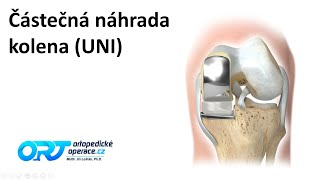 Částečná náhrada
kolena (UNI)
ORT ortopedické
operace.cz